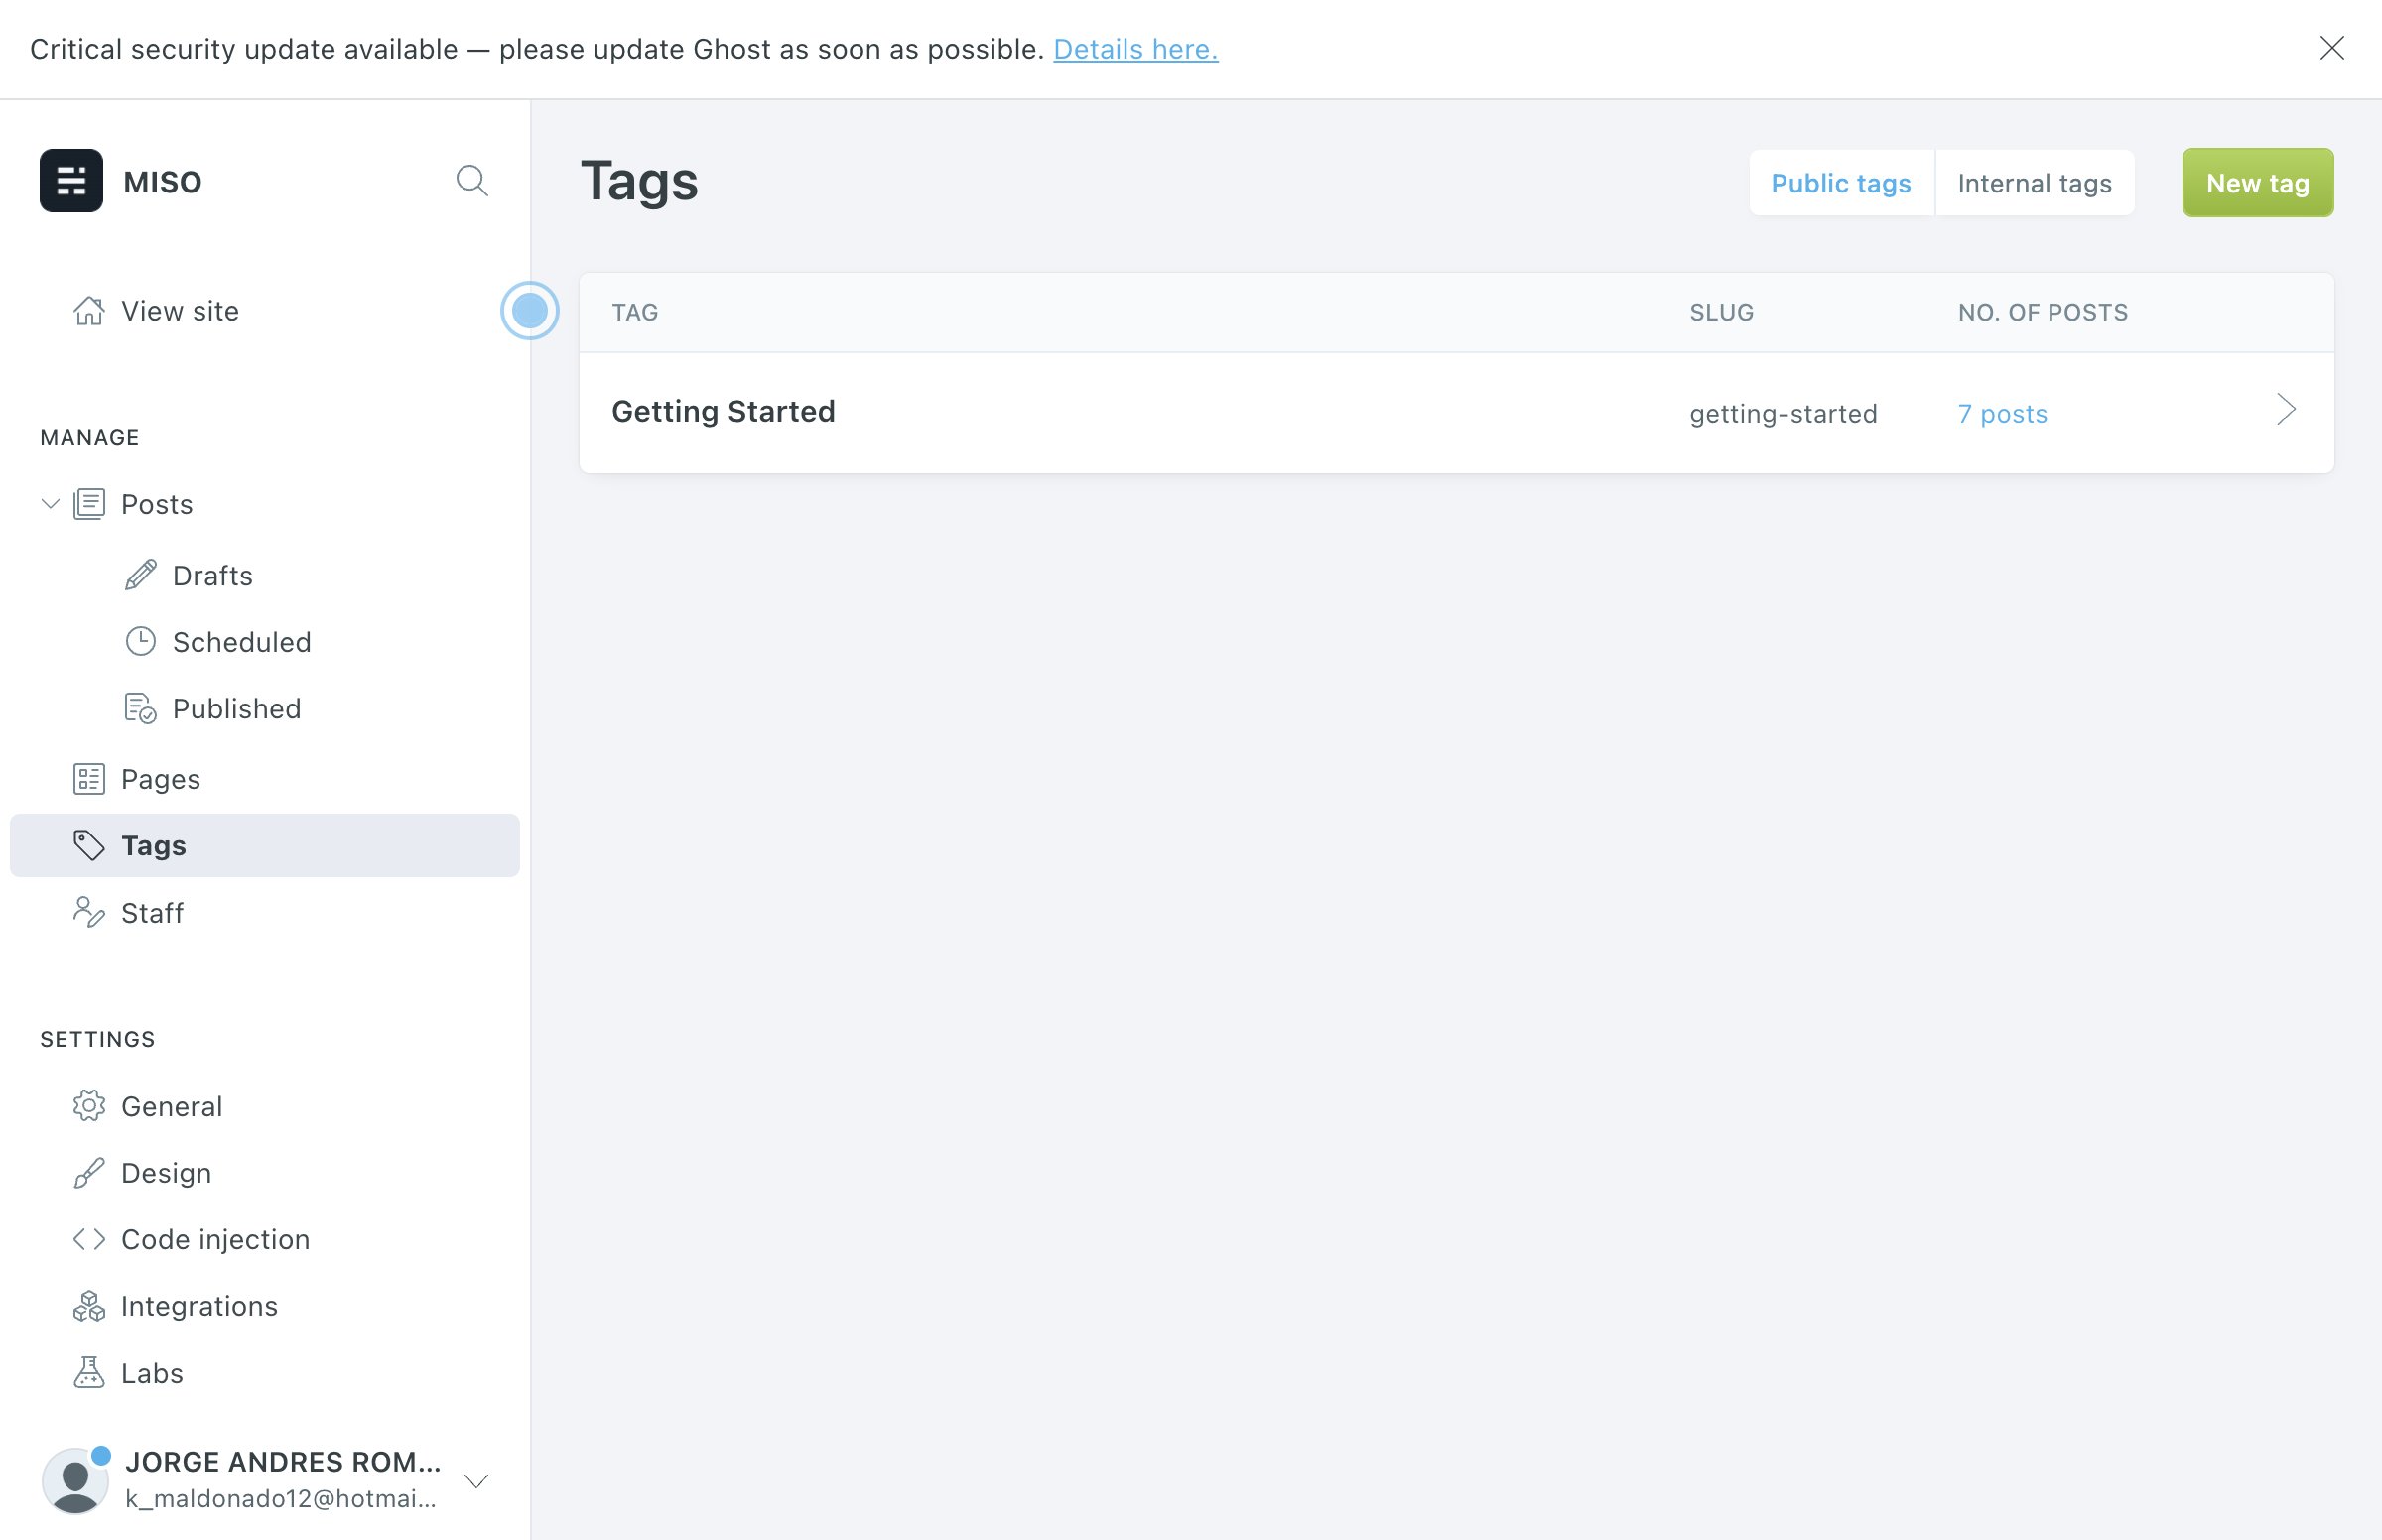 Critical security update available — please update Ghost as soon as possible. Details here.
MISO
View site
MANAGE
Posts
Drafts
Scheduled
Published
Pages
Tags
Staff
SETTINGS
General
Design
Code injection
Integrations
Labs
JORGE ANDRES ROM...
k_maldonado12@hotmai...
Tags
Public tags
Internal tags
New tag
TAG SLUG NO. OF POSTS
Getting Started getting-started 7 posts